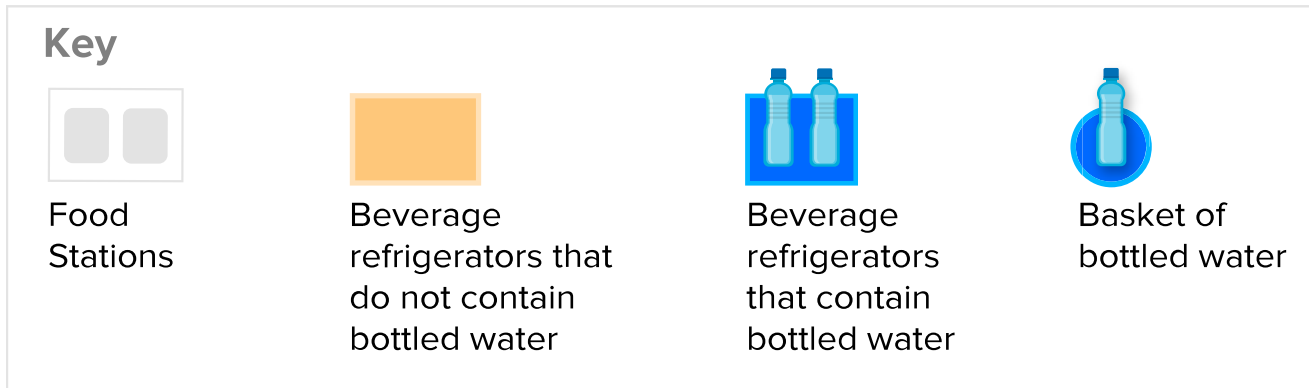 Key
Food
Stations
Beverage
refrigerators that
do not contain
bottled water
Beverage
refrigerators
that contain
bottled water
Basket of
bottled water